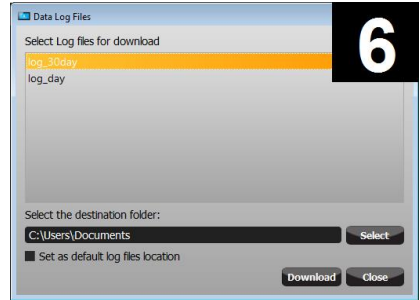 Data Log Files
6
Select Log files for download
log_30day
log_day
Select the destination folder:
C:\Users\Documents
Select
Set as default log files location
Download Close